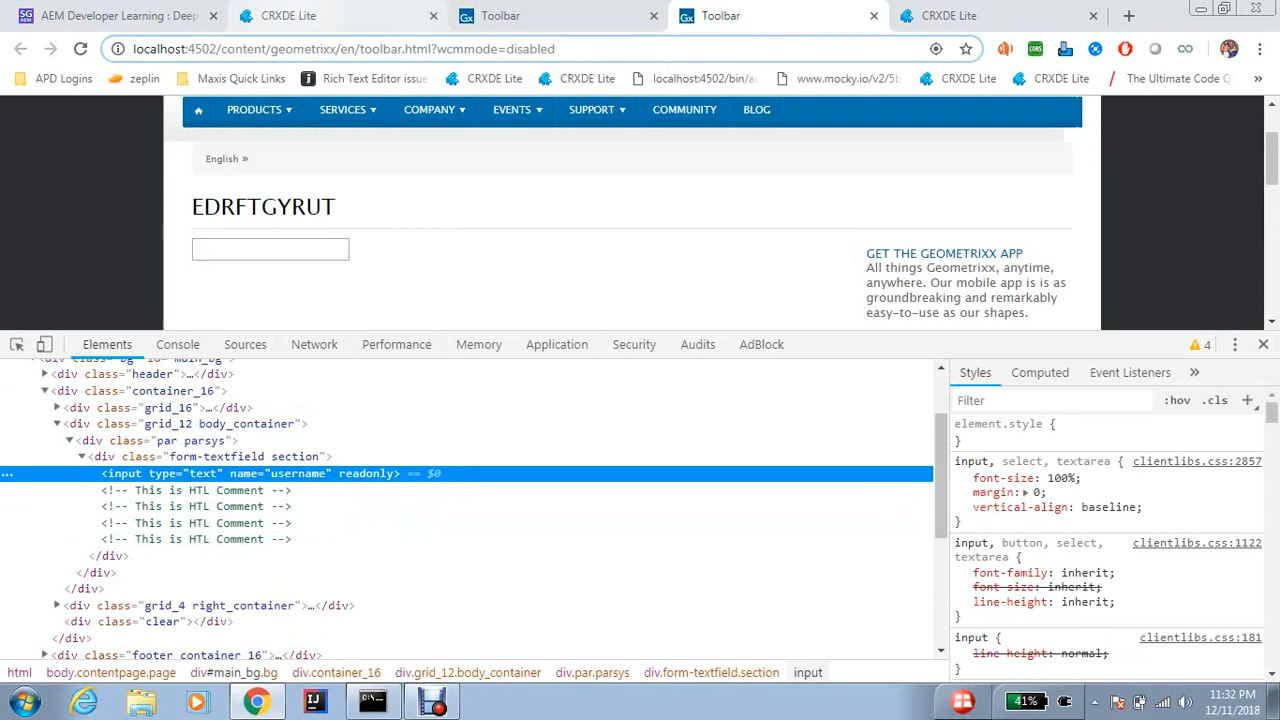 AEM Developer Learning : Deep
CRXDE Lite
Toolbar
Toolbar
CRXDE Lite
localhost:4502/content/geometrixx/en/toolbar.html?wcmmode=disabled
APD Logins
zeplin
Maxis Quick Links
Rich Text Editor issue
CRXDE Lite
CRXDE Lite
localhost:4502/bin/a
www.mocky.io/v2/5b
CRXDE Lite
CRXDE Lite
The Ultimate Code Q
»
PRODUCTS SERVICES COMPANY EVENTS SUPPORT COMMUNITY BLOG
English »
EDRFTGYRUT
GET THE GEOMETRIXX APP
All things Geometrixx, anytime,
anywhere. Our mobile app is is as
groundbreaking and remarkably
easy-to-use as our shapes.
Elements Console Sources Network Performance Memory Application Security Audits AdBlock
4
<div class="header">…</div>
<div class="container_16">
<div class="grid_16">…</div>
<div class="grid_12 body_container">
<div class="par parsys">
<div class="form-textfield section">
<input type="text" name="username" readonly> == $0
<!-- This is HTL Comment -->
<!-- This is HTL Comment -->
<!-- This is HTL Comment -->
<!-- This is HTL Comment -->
</div>
</div>
</div>
<div class="grid_4 right_container">…</div>
<div class="clear"></div>
</div>
<div class="footer container_16">…</div>
html body.contentpage.page div#main_bg.bg div.container_16 div.grid_12.body_container div.par.parsys div.form-textfield.section input
Styles Computed Event Listeners »
Filter
:hov .cls +
element.style {
}
input, select, textarea { clientlibs.css:2857
font-size: 100%;
margin: 0;
vertical-align: baseline;
}
input, button, select, clientlibs.css:1122
textarea {
font-family: inherit;
font-size: inherit;
line-height: inherit;
}
input { clientlibs.css:181
line-height: normal;
}
41%
11:32 PM
12/11/2018